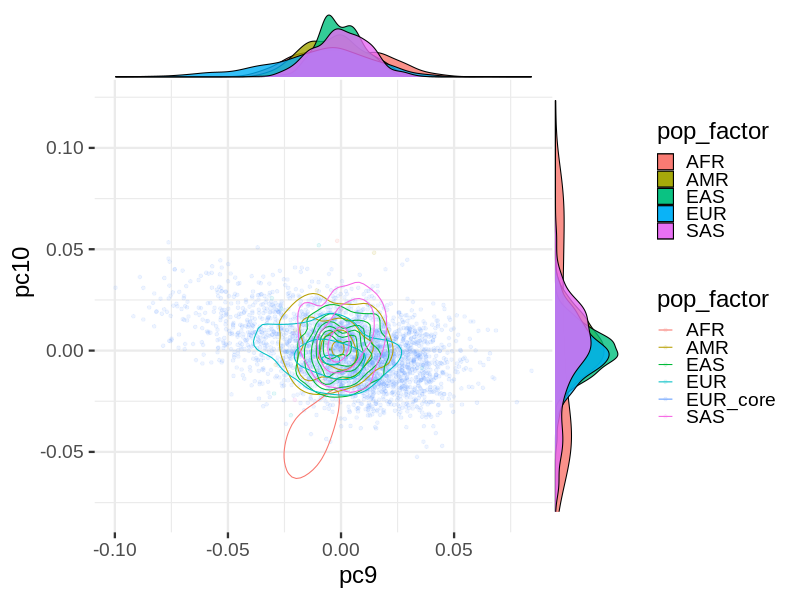 pop_factor
AFR
AMR
EAS
EUR
SAS
pop_factor
AFR
AMR
EAS
EUR
EUR_core
SAS
0.10
0.05
0.00
-0.05
pc10
-0.10
-0.05
0.00
0.05
pc9